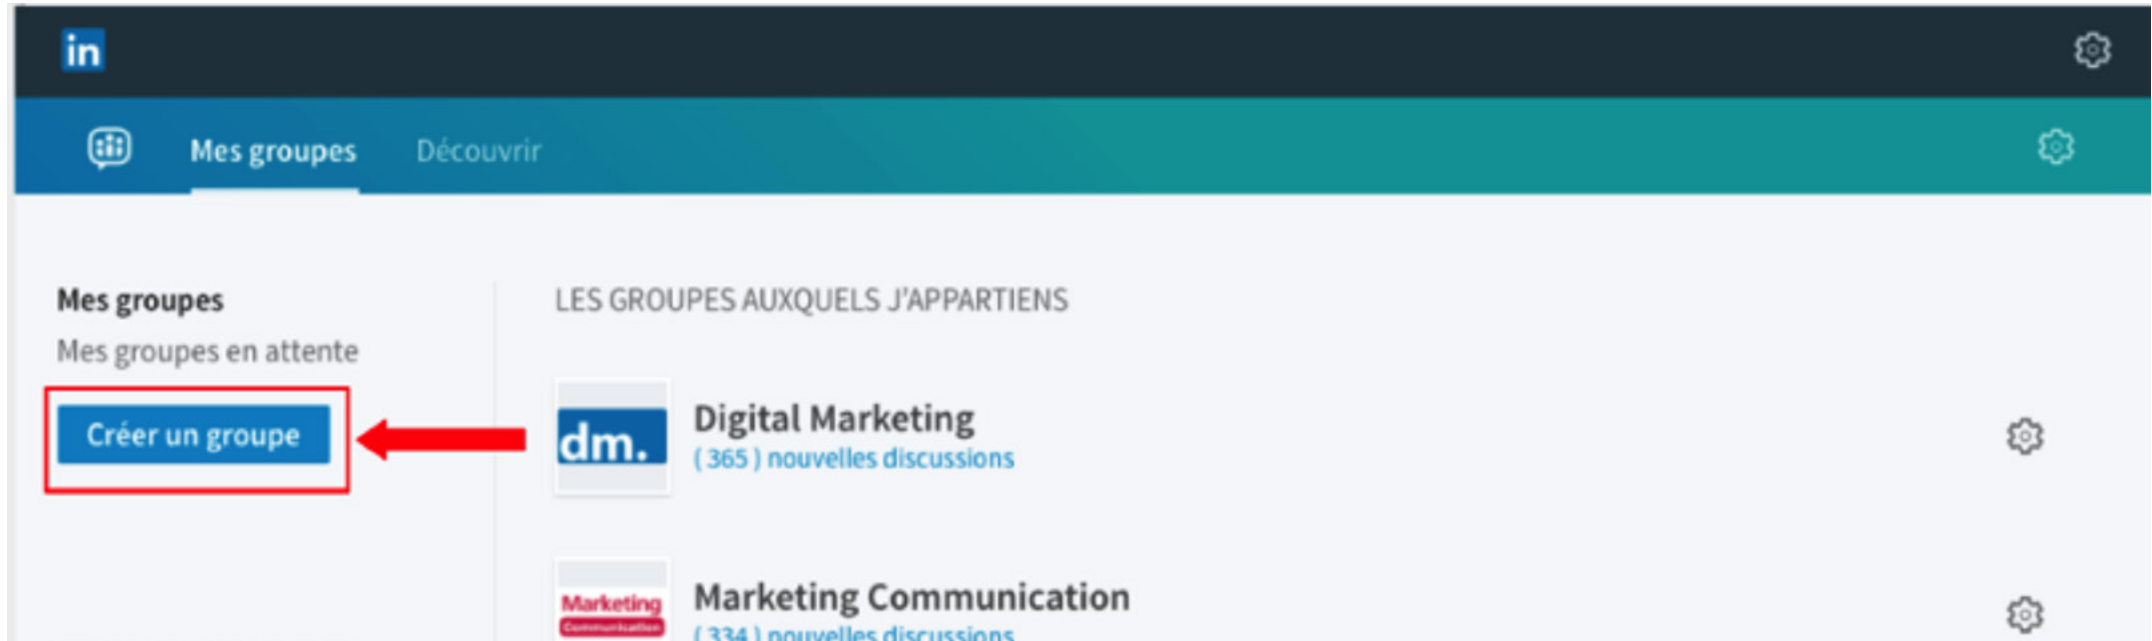 in
Mes groupes Découvrir
Mes groupes
Mes groupes en attente
Créer un groupe
LES GROUPES AUXQUELS J'APPARTIENS
dm.
Digital Marketing
( 365 ) nouvelles discussions
Marketing
Communication
Marketing Communication
( 334 ) nouvelles discussions